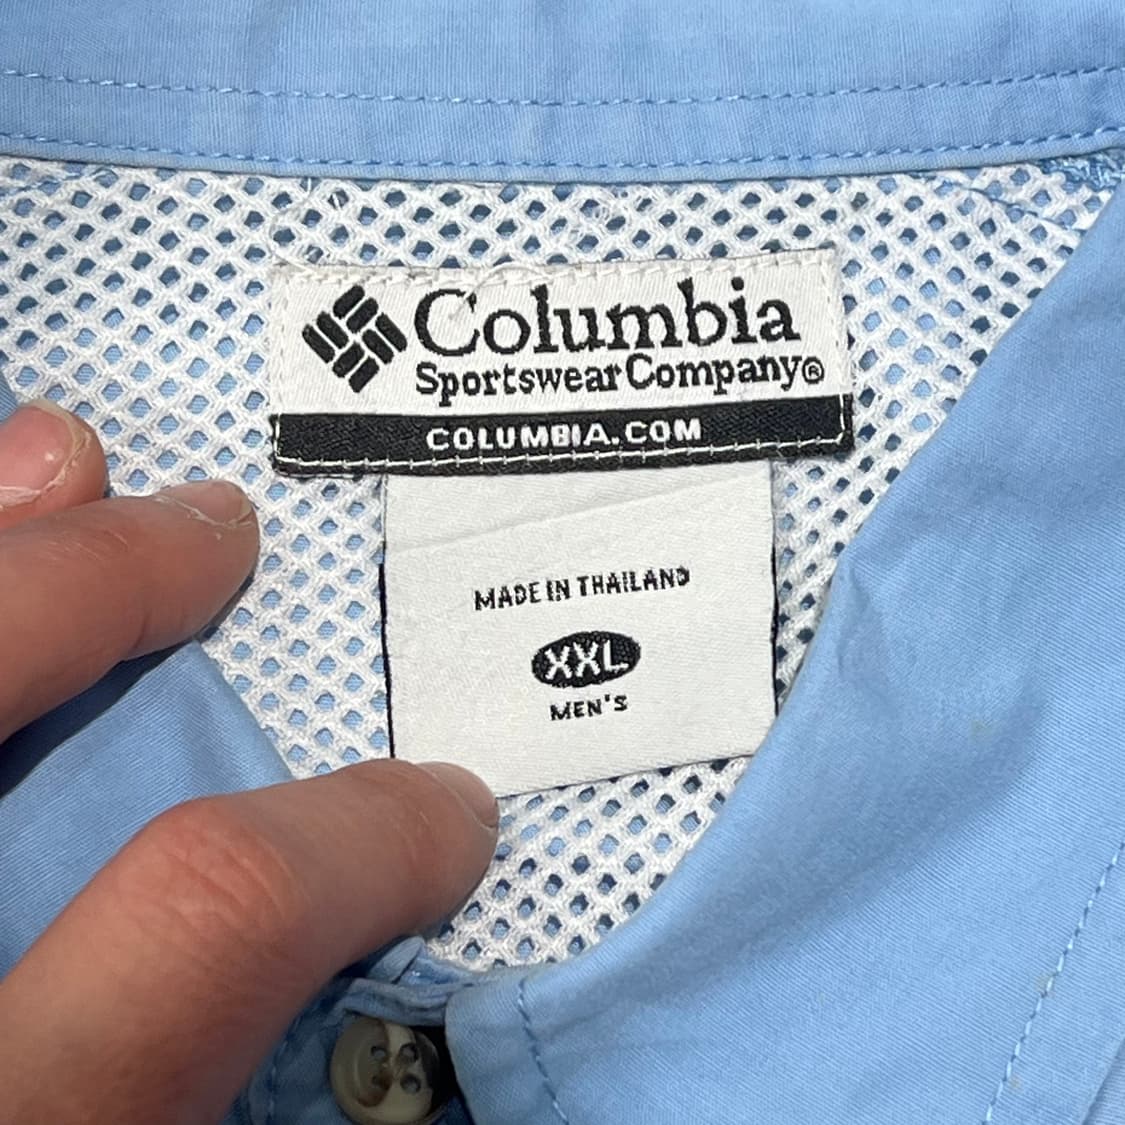 Columbia
Sportswear Company®
COLUMBIA.COM
MADE IN THAILAND
XXL
MEN'S